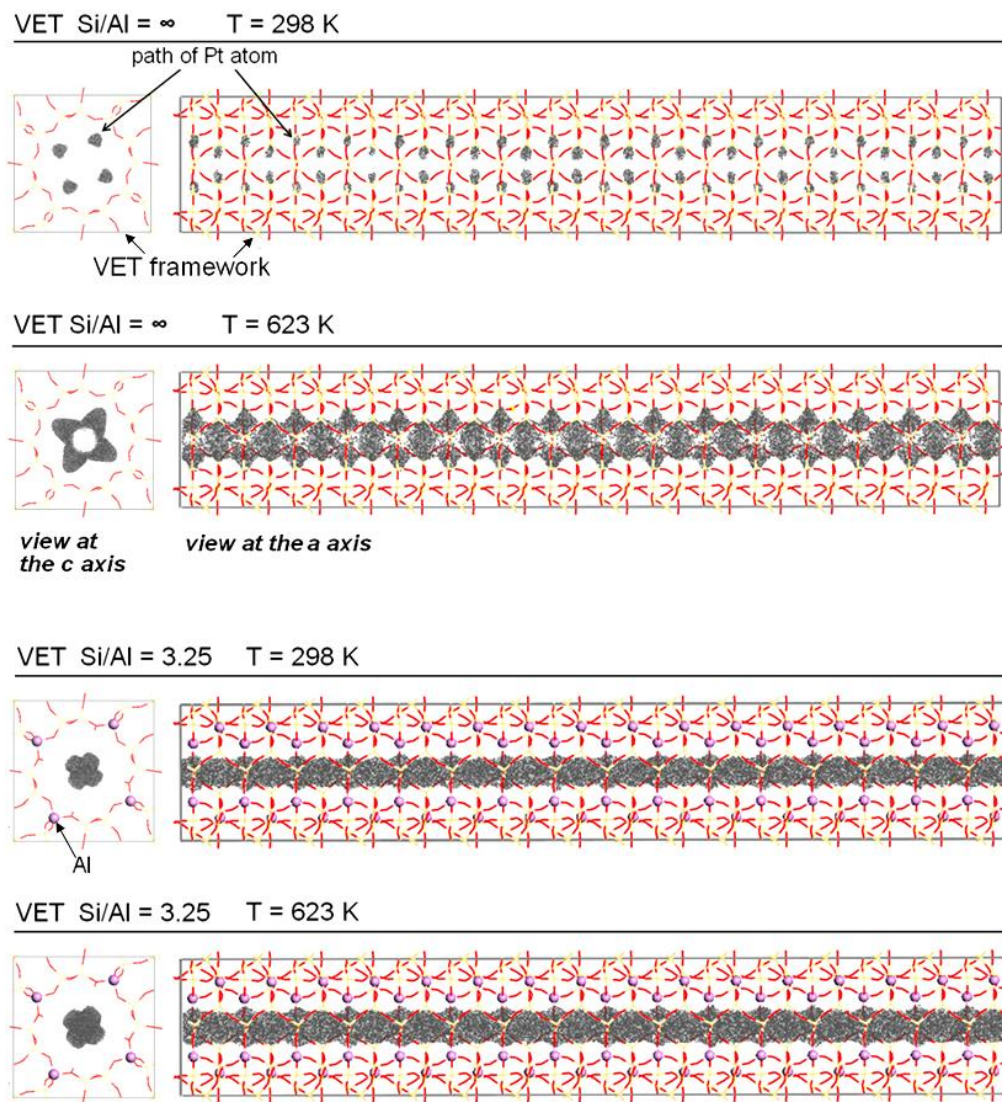 VET Si/Al = ∞ T = 298 K
path of Pt atom
VET framework
VET Si/Al = ∞ T = 623 K
view at
the c axis
view at the a axis
VET Si/Al = 3.25 T = 298 K
Al
VET Si/Al = 3.25 T = 623 K